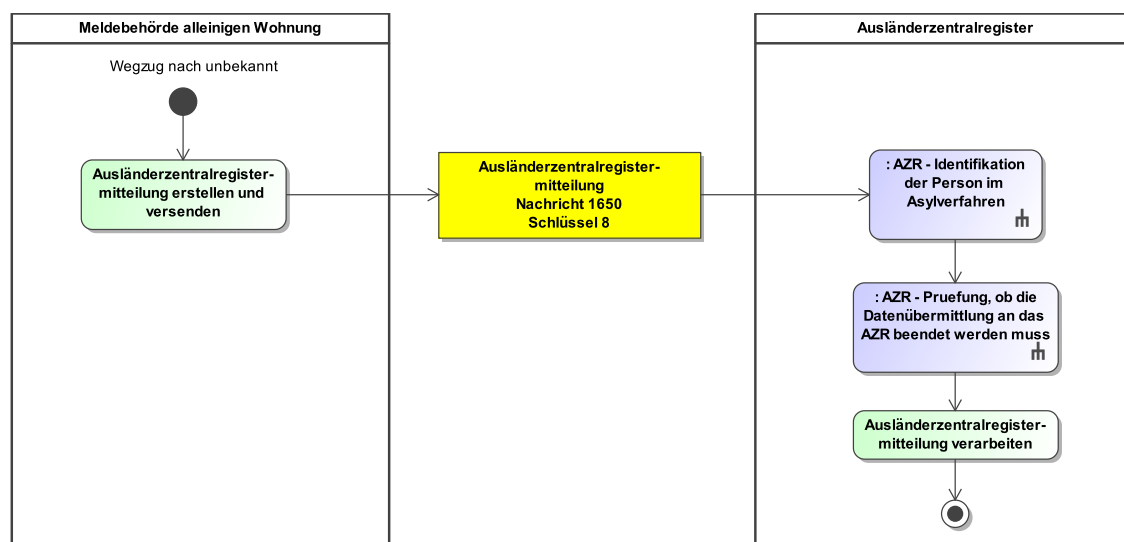 Meldebehörde alleinigen Wohnung
Wegzug nach unbekannt
Ausländerzentralregister-
mitteilung erstellen und
versenden
Ausländerzentralregister-
mitteilung
Nachricht 1650
Schlüssel 8
Ausländerzentralregister
: AZR - Identifikation
der Person im
Asylverfahren
: AZR - Pruefung, ob die
Datenübermittlung an das
AZR beendet werden muss
Ausländerzentralregister-
mitteilung verarbeiten